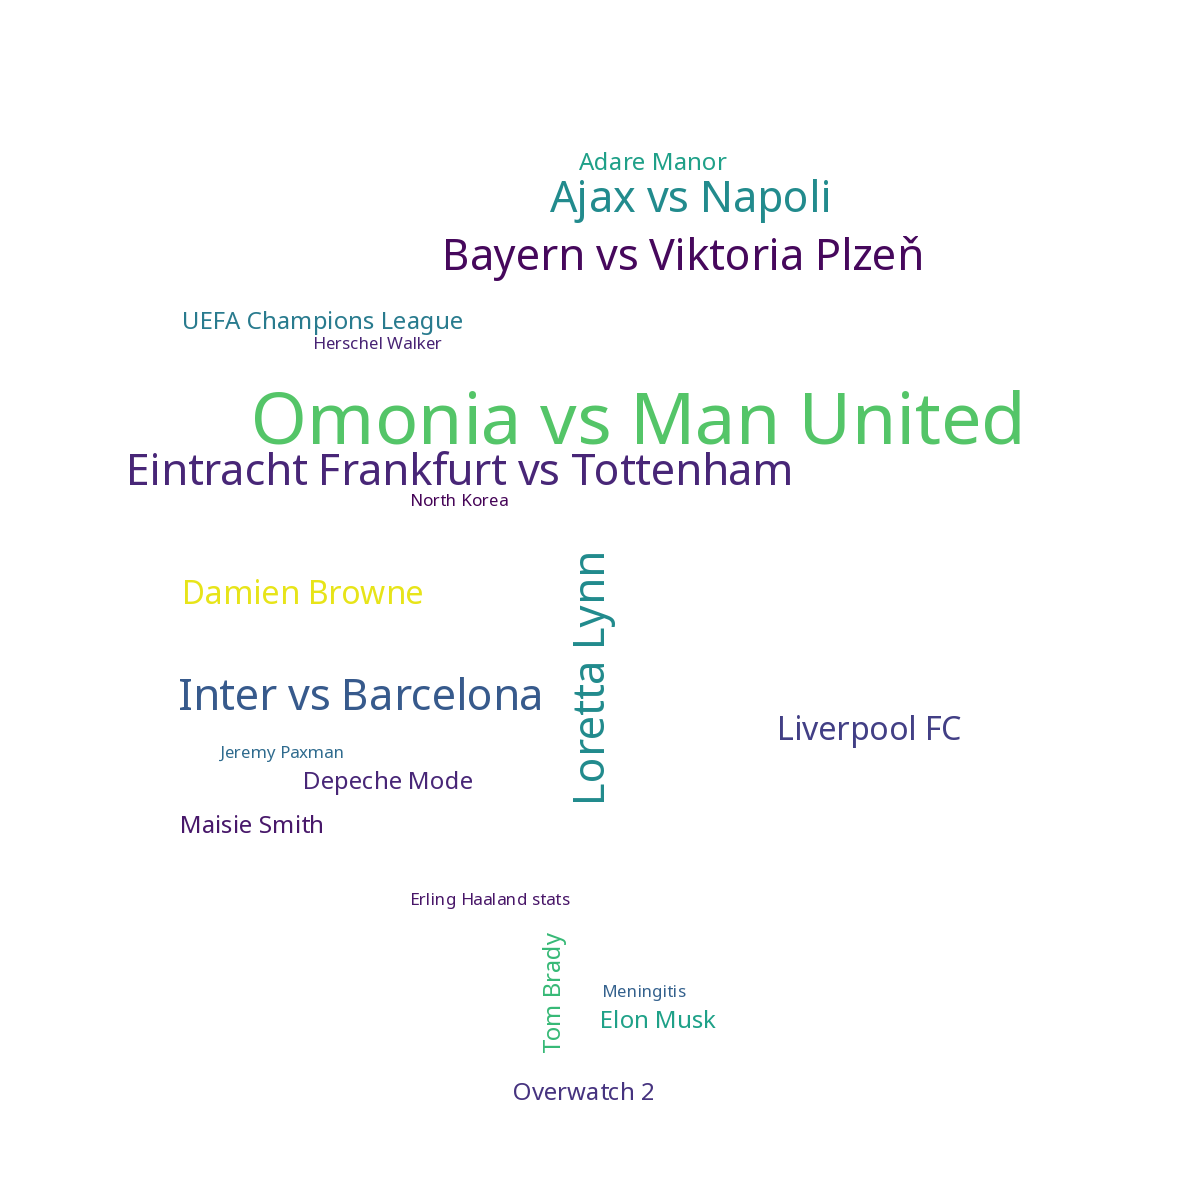 Adare Manor
Ajax vs Napoli
Bayern vs Viktoria Plzeň
UEFA Champions League
Herschel Walker
Omonia vs Man United
Eintracht Frankfurt vs Tottenham
North Korea
Damien Browne
Loretta Lynn
Inter vs Barcelona
Liverpool FC
Jeremy Paxman
Depeche Mode
Maisie Smith
Erling Haaland stats
Tom Brady
Meningitis
Elon Musk
Overwatch 2